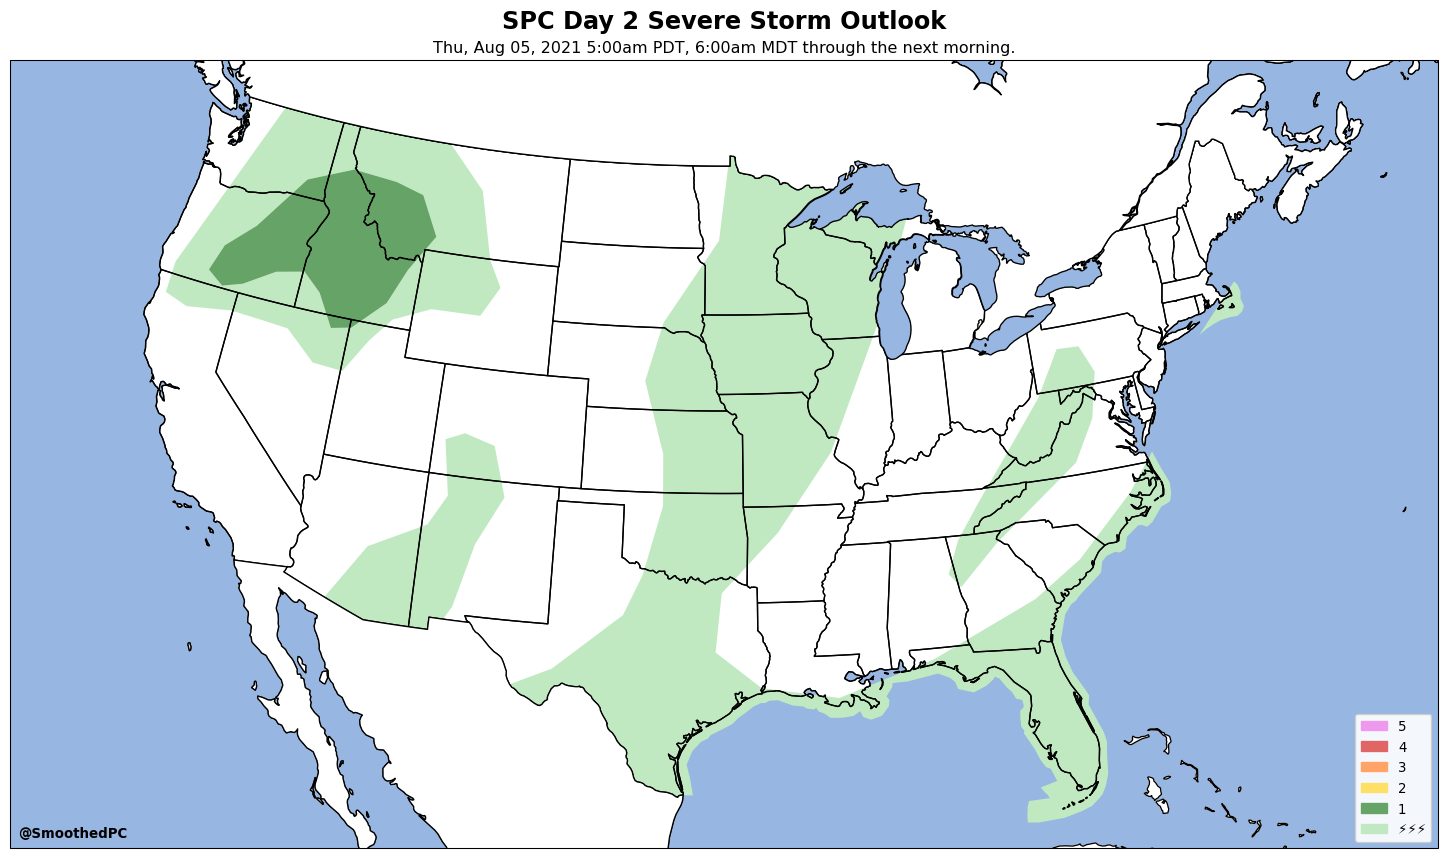 SPC Day 2 Severe Storm Outlook
Thu, Aug 05, 2021 5:00am PDT, 6:00am MDT through the next morning.
5
4
3
2
1
⚡⚡⚡
@SmoothedPC